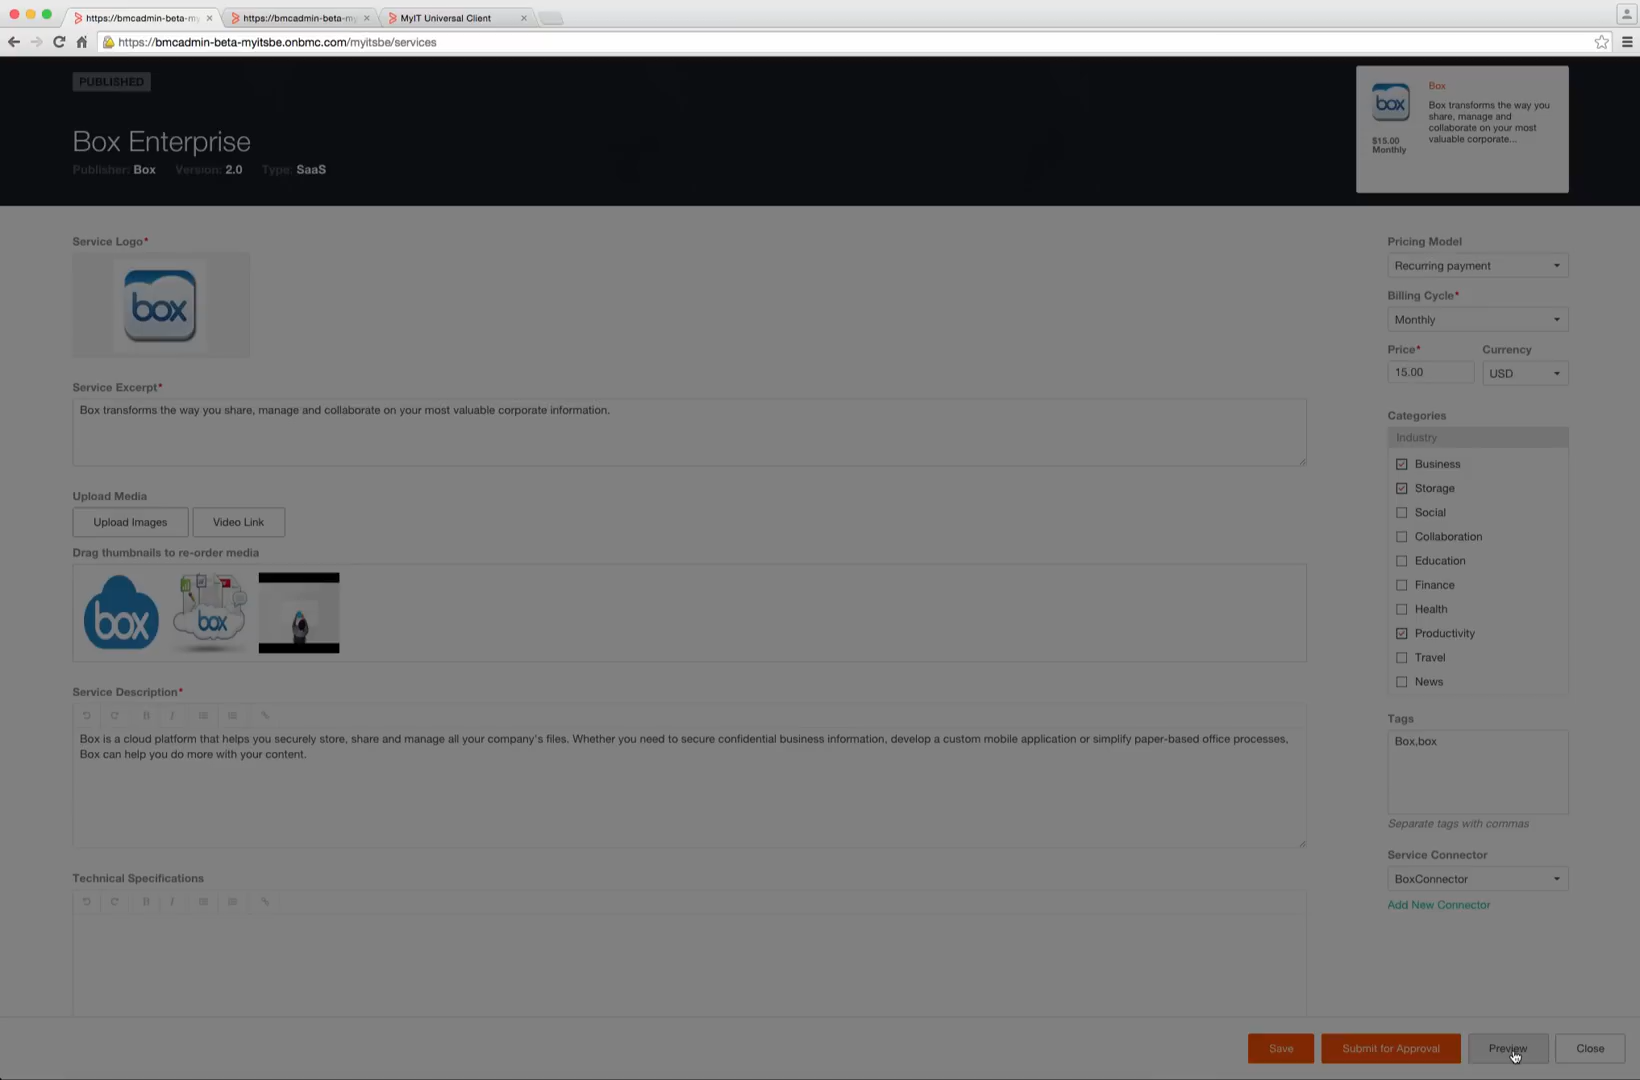 https://bmcadmin-beta-my
https://bmcadmin-beta-my
MyIT Universal Client
https://bmcadmin-beta-myitsbe.onbmc.com/myitsbe/services
PUBLISHED
Box Enterprise
Publisher: Box Version: 2.0 Type: SaaS
box
Box
Box transforms the way you
share, manage and
collaborate on your most
valuable corporate...
$15.00
Monthly
Service Logo*
box
Service Excerpt*
Box transforms the way you share, manage and collaborate on your most valuable corporate information.
Upload Media
Upload Images
Video Link
Drag thumbnails to re-order media
box
box
Service Description*
B I
Box is a cloud platform that helps you securely store, share and manage all your company's files. Whether you need to secure confidential business information, develop a custom mobile application or simplify paper-based office processes,
Box can help you do more with your content.
Technical Specifications
B I
Pricing Model
Recurring payment
Billing Cycle*
Monthly
Price* Currency
15.00 USD
Categories
Industry
Business
Storage
Social
Collaboration
Education
Finance
Health
Productivity
Travel
News
Tags
Box,box
Separate tags with commas
Service Connector
BoxConnector
Add New Connector
Save
Submit for Approval
Preview
Close